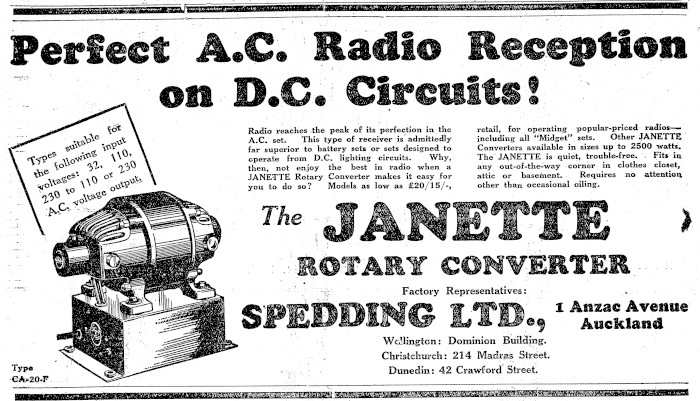 Perfect A.C. Radio Reception
on D.C. Circuits!
Types suitable for
the following input
voltages: 32, 110,
230 to 110 or 230
A.C. voltage output.
Radio reaches the peak of its perfection in the
A.C. set. This type of receiver is admittedly
far superior to battery sets or sets designed to
operate from D.C. lighting circuits. Why,
then, not enjoy the best in radio when a
JANETTE Rotary Converter makes it easy for
you to do so? Models as low as £20/15/-,
retail, for operating popular-priced radios—
including all "Midget" sets. Other JANETTE
Converters available in sizes up to 2500 watts.
The JANETTE is quiet, trouble-free. Fits in
any out-of-the-way corner in clothes closet,
attic or basement. Requires no attention
other than occasional oiling.
The JANETTE
ROTARY CONVERTER
Factory Representatives:
SPEDDING LTD.,
1 Anzac Avenue
Auckland
Wellington: Dominion Building.
Christchurch: 214 Madras Street.
Dunedin: 42 Crawford Street.
Type
CA-20-F